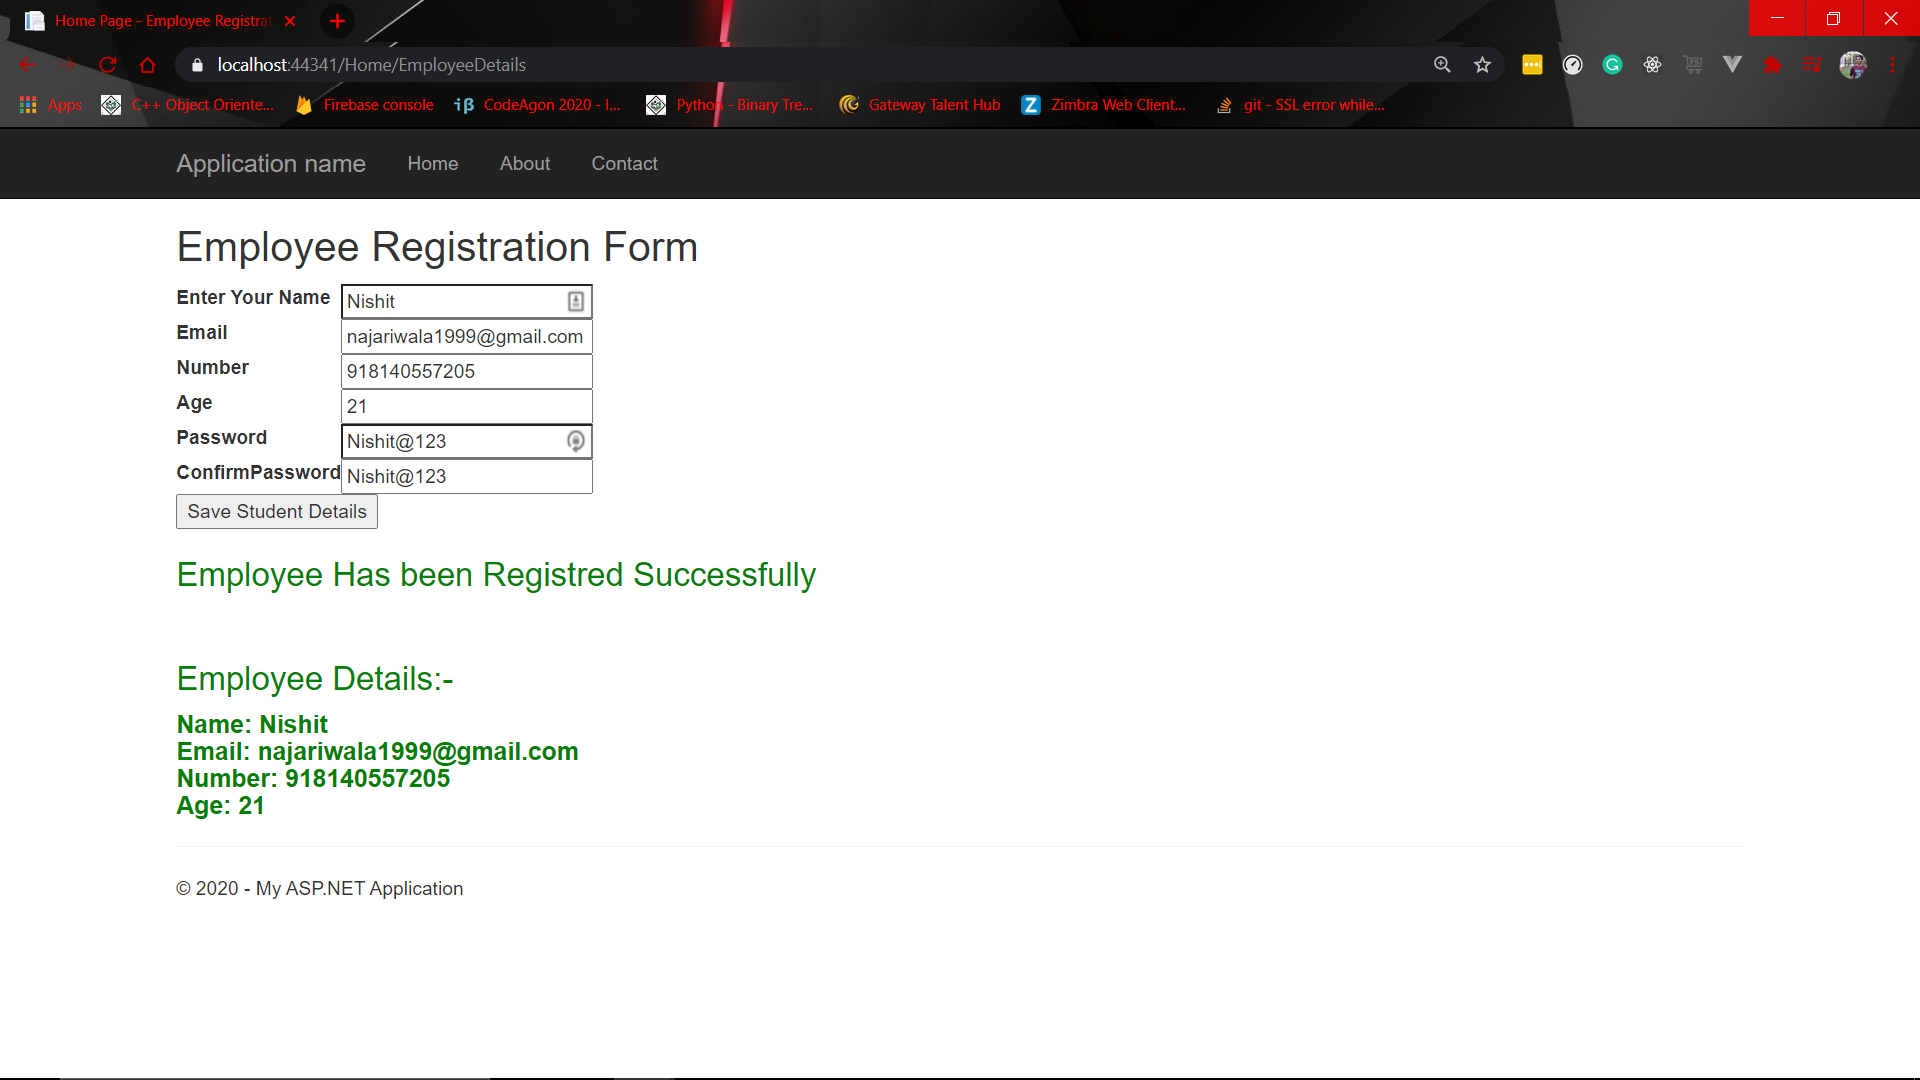 Home Page - Employee Registrat
localhost:44341/Home/EmployeeDetails
Apps C++ Object Oriente... Firebase console CodeAgon 2020 - I... Python - Binary Tre... Gateway Talent Hub Zimbra Web Client... git - SSL error while...
Application name Home About Contact
Employee Registration Form
Enter Your Name Nishit
Email najariwala1999@gmail.com
Number 918140557205
Age 21
Password Nishit@123
ConfirmPassword Nishit@123
Save Student Details
Employee Has been Registred Successfully
Employee Details:-
Name: Nishit
Email: najariwala1999@gmail.com
Number: 918140557205
Age: 21
© 2020 - My ASP.NET Application